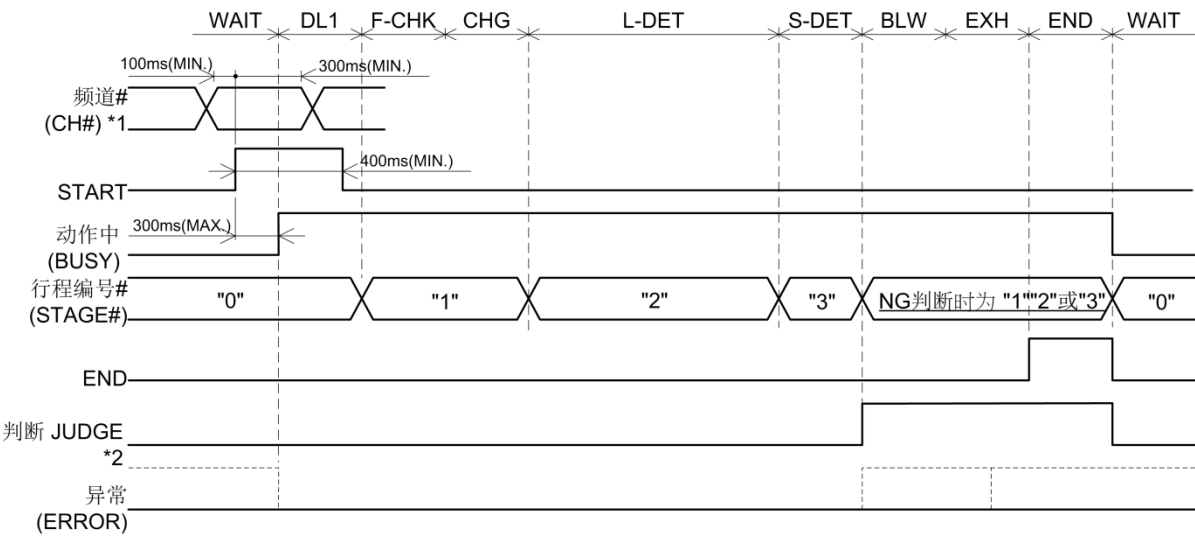 WAIT DL1 F-CHK CHG L-DET S-DET BLW EXH END WAIT
100ms(MIN.) 300ms(MIN.)
频道#
(CH#) *1
400ms(MIN.)
START
300ms(MAX.)
动作中
(BUSY)
行程编号#
(STAGE#)
"0" "1" "2" "3" NG判断时为 "1""2"或"3" "0"
END
判断 JUDGE
*2
异常
(ERROR)